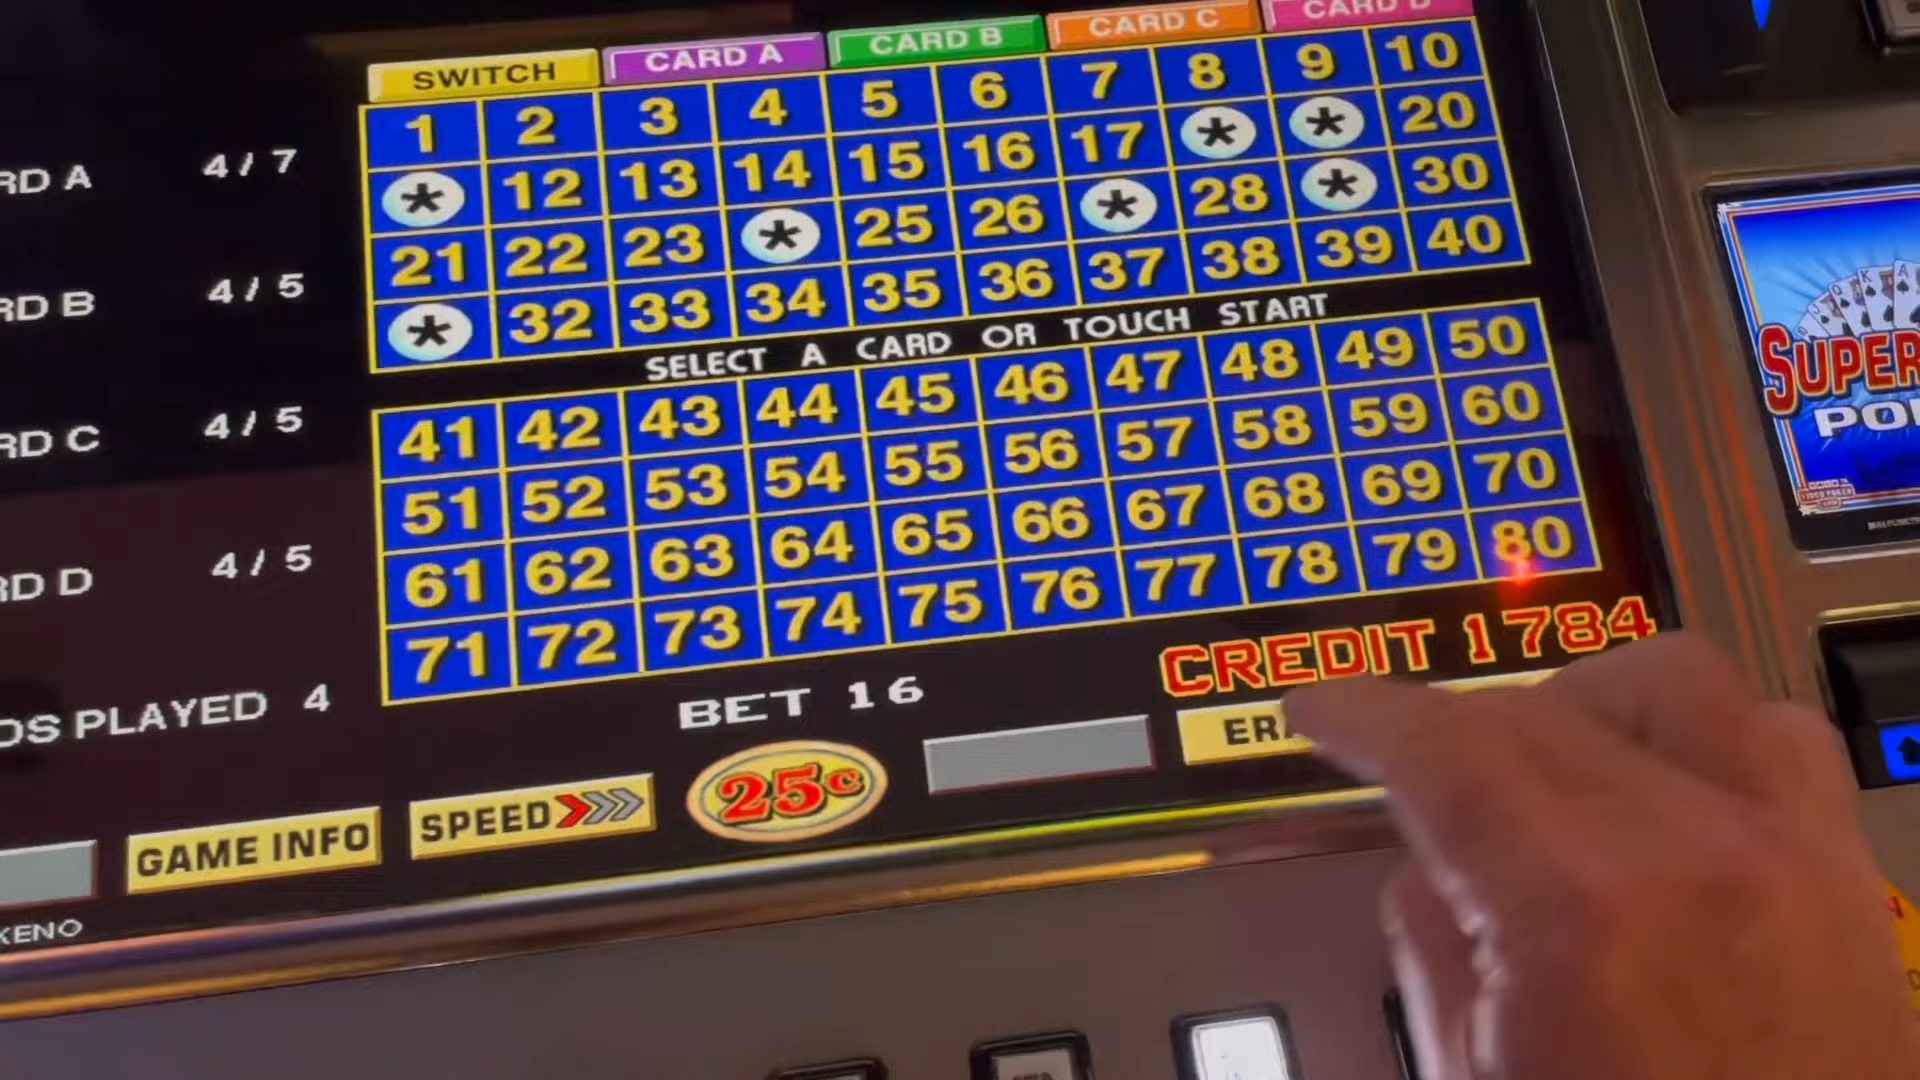 SWITCH CARD A CARD B CARD C CARD D
1 2 3 4 5 6 7 8 9 10
* 12 13 14 15 16 17 * * 20
21 22 23 * 25 26 * 28 * 30
* 32 33 34 35 36 37 38 39 40
SELECT A CARD OR TOUCH START
41 42 43 44 45 46 47 48 49 50
51 52 53 54 55 56 57 58 59 60
61 62 63 64 65 66 67 68 69 70
71 72 73 74 75 76 77 78 79 80
RD A 4/7
RD B 4/5
RD C 4/5
RD D 4/5
DS PLAYED 4
BET 16
CREDIT 1784
GAME INFO
SPEED
25¢
ERA
KENO
SUPER
PO